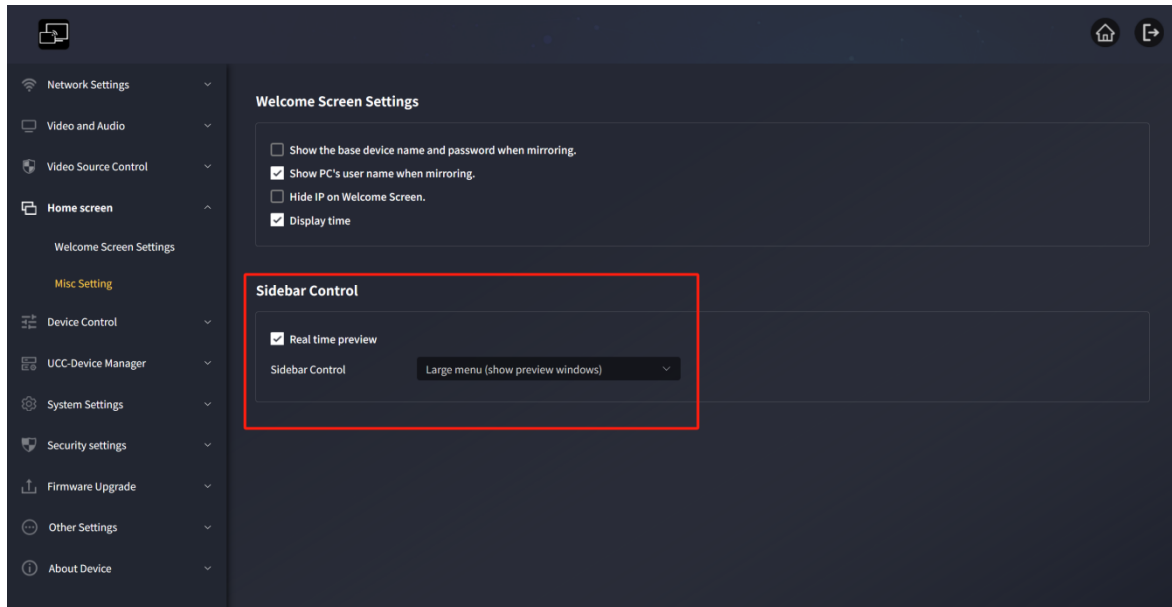 Network Settings
Video and Audio
Video Source Control
Home screen
Welcome Screen Settings
Misc Setting
Device Control
UCC-Device Manager
System Settings
Security settings
Firmware Upgrade
Other Settings
About Device
Welcome Screen Settings
Show the base device name and password when mirroring.
Show PC's user name when mirroring.
Hide IP on Welcome Screen.
Display time
Sidebar Control
Real time preview
Sidebar Control Large menu (show preview windows)